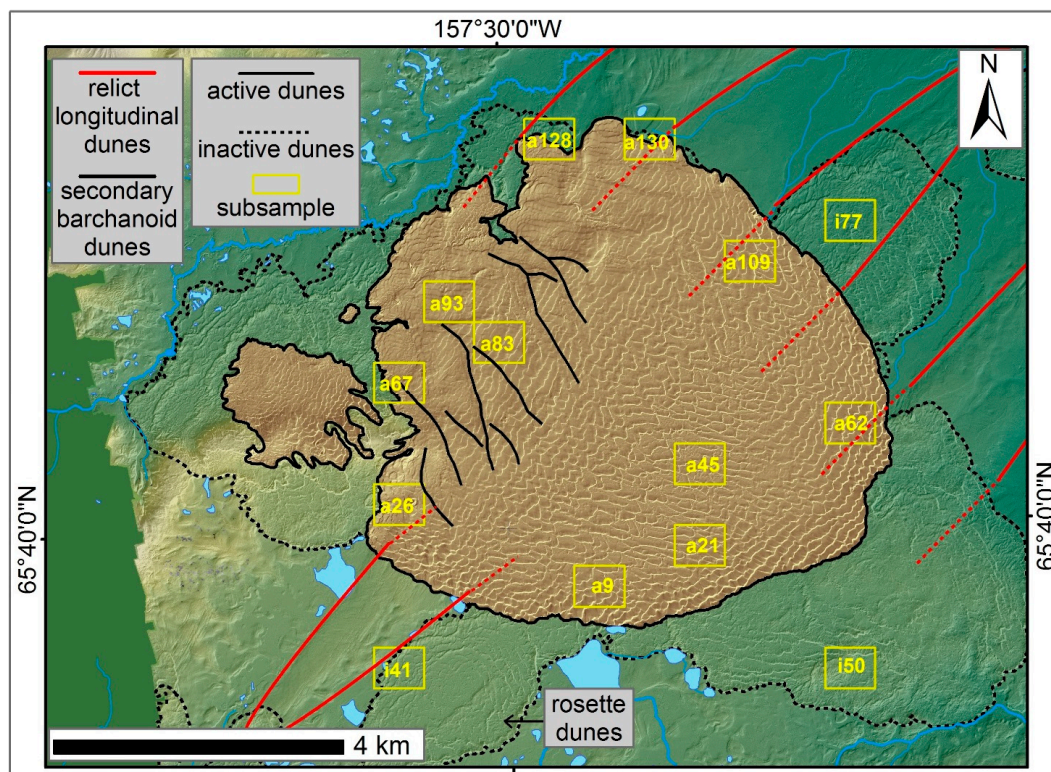 157°30'0"W
relict
longitudinal
dunes
secondary
barchanoid
dunes
active dunes
inactive dunes
subsample
N
a128
a130
i77
a109
a93
a83
a67
a62
a45
a26
a21
a9
i41
i50
65°40'0"N
65°40'0"N
rosette
dunes
4 km